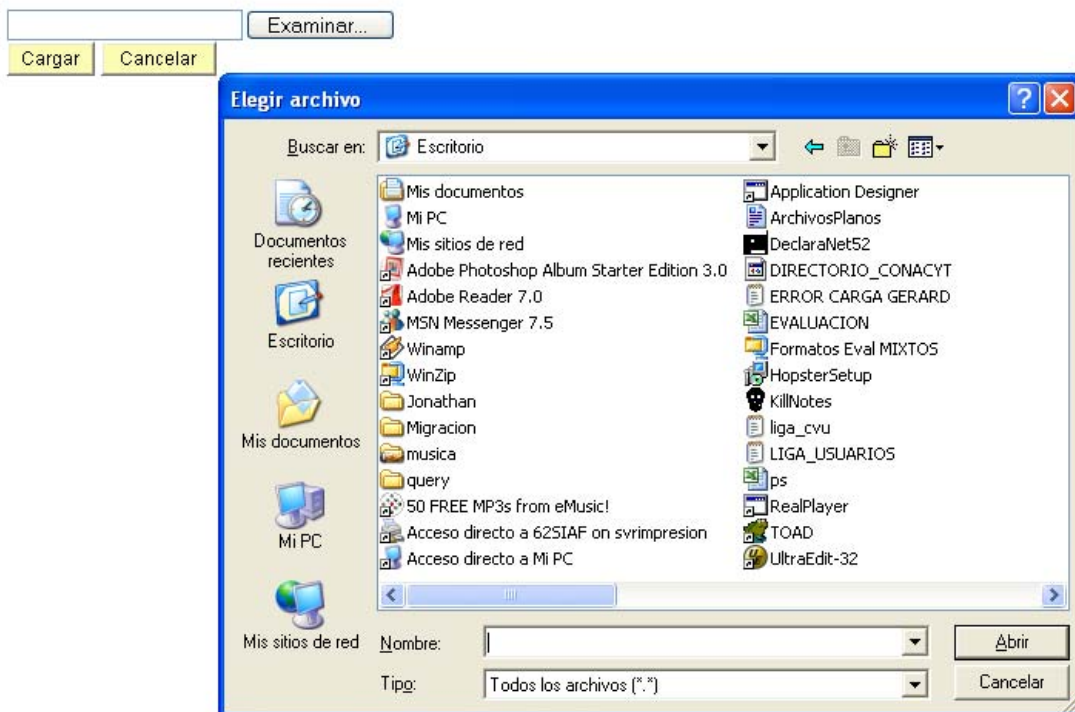 Examinar...
Cargar
Cancelar
Elegir archivo
Buscar en:
Escritorio
Documentos
recientes
Escritorio
Mis documentos
Mi PC
Mis sitios de red
Mis documentos
Mi PC
Mis sitios de red
Adobe Photoshop Album Starter Edition 3.0
Adobe Reader 7.0
MSN Messenger 7.5
Winamp
WinZip
Jonathan
Migracion
musica
query
50 FREE MP3s from eMusic!
Acceso directo a 62SIAF on svrimpresion
Acceso directo a Mi PC
Application Designer
ArchivosPlanos
DeclaraNet52
DIRECTORIO_CONACYT
ERROR CARGA GERARD
EVALUACION
Formatos Eval MIXTOS
HopsterSetup
KillNotes
liga_cvu
LIGA_USUARIOS
ps
RealPlayer
TOAD
UltraEdit-32
Nombre:
Abrir
Tipo:
Todos los archivos (*.*)
Cancelar